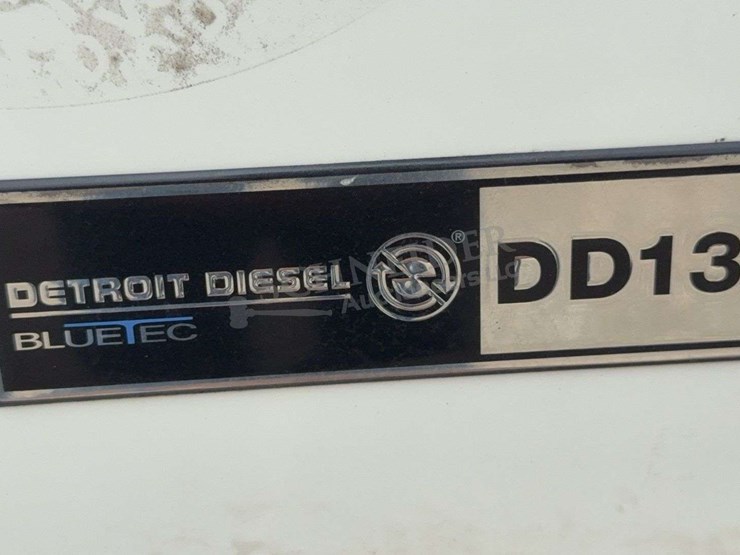 DETROIT DIESEL ® DD13
BLUETEC